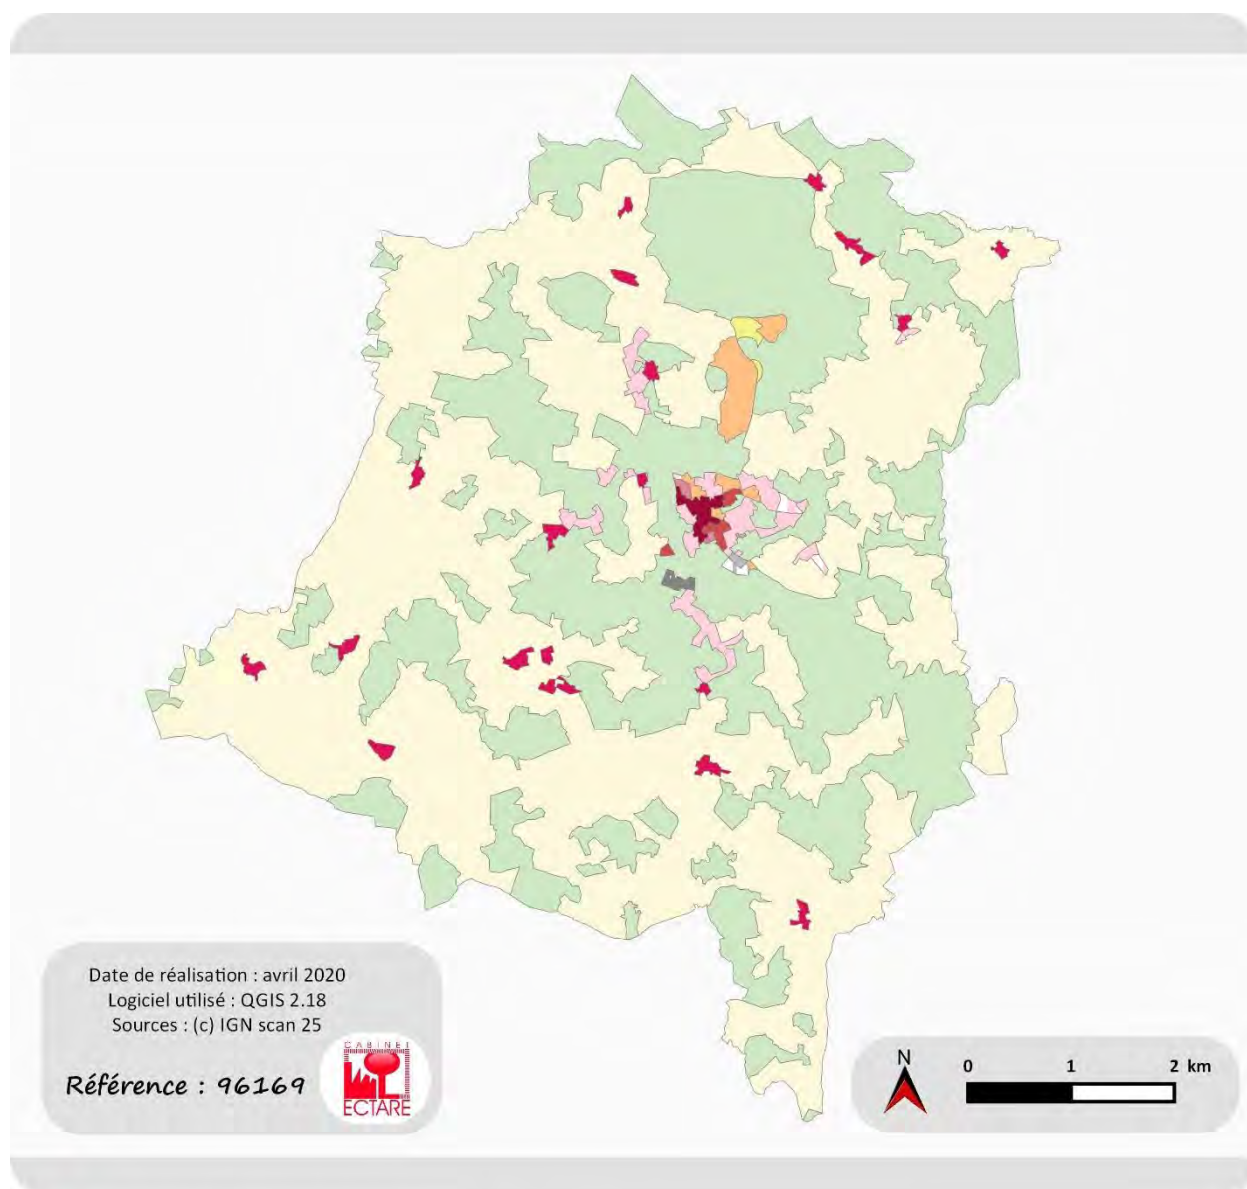 Date de réalisation : avril 2020
Logiciel utilisé : QGIS 2.18
Sources : (c) IGN scan 25
Référence : 96169
CABINET
ECTARE
N
0 1 2 km